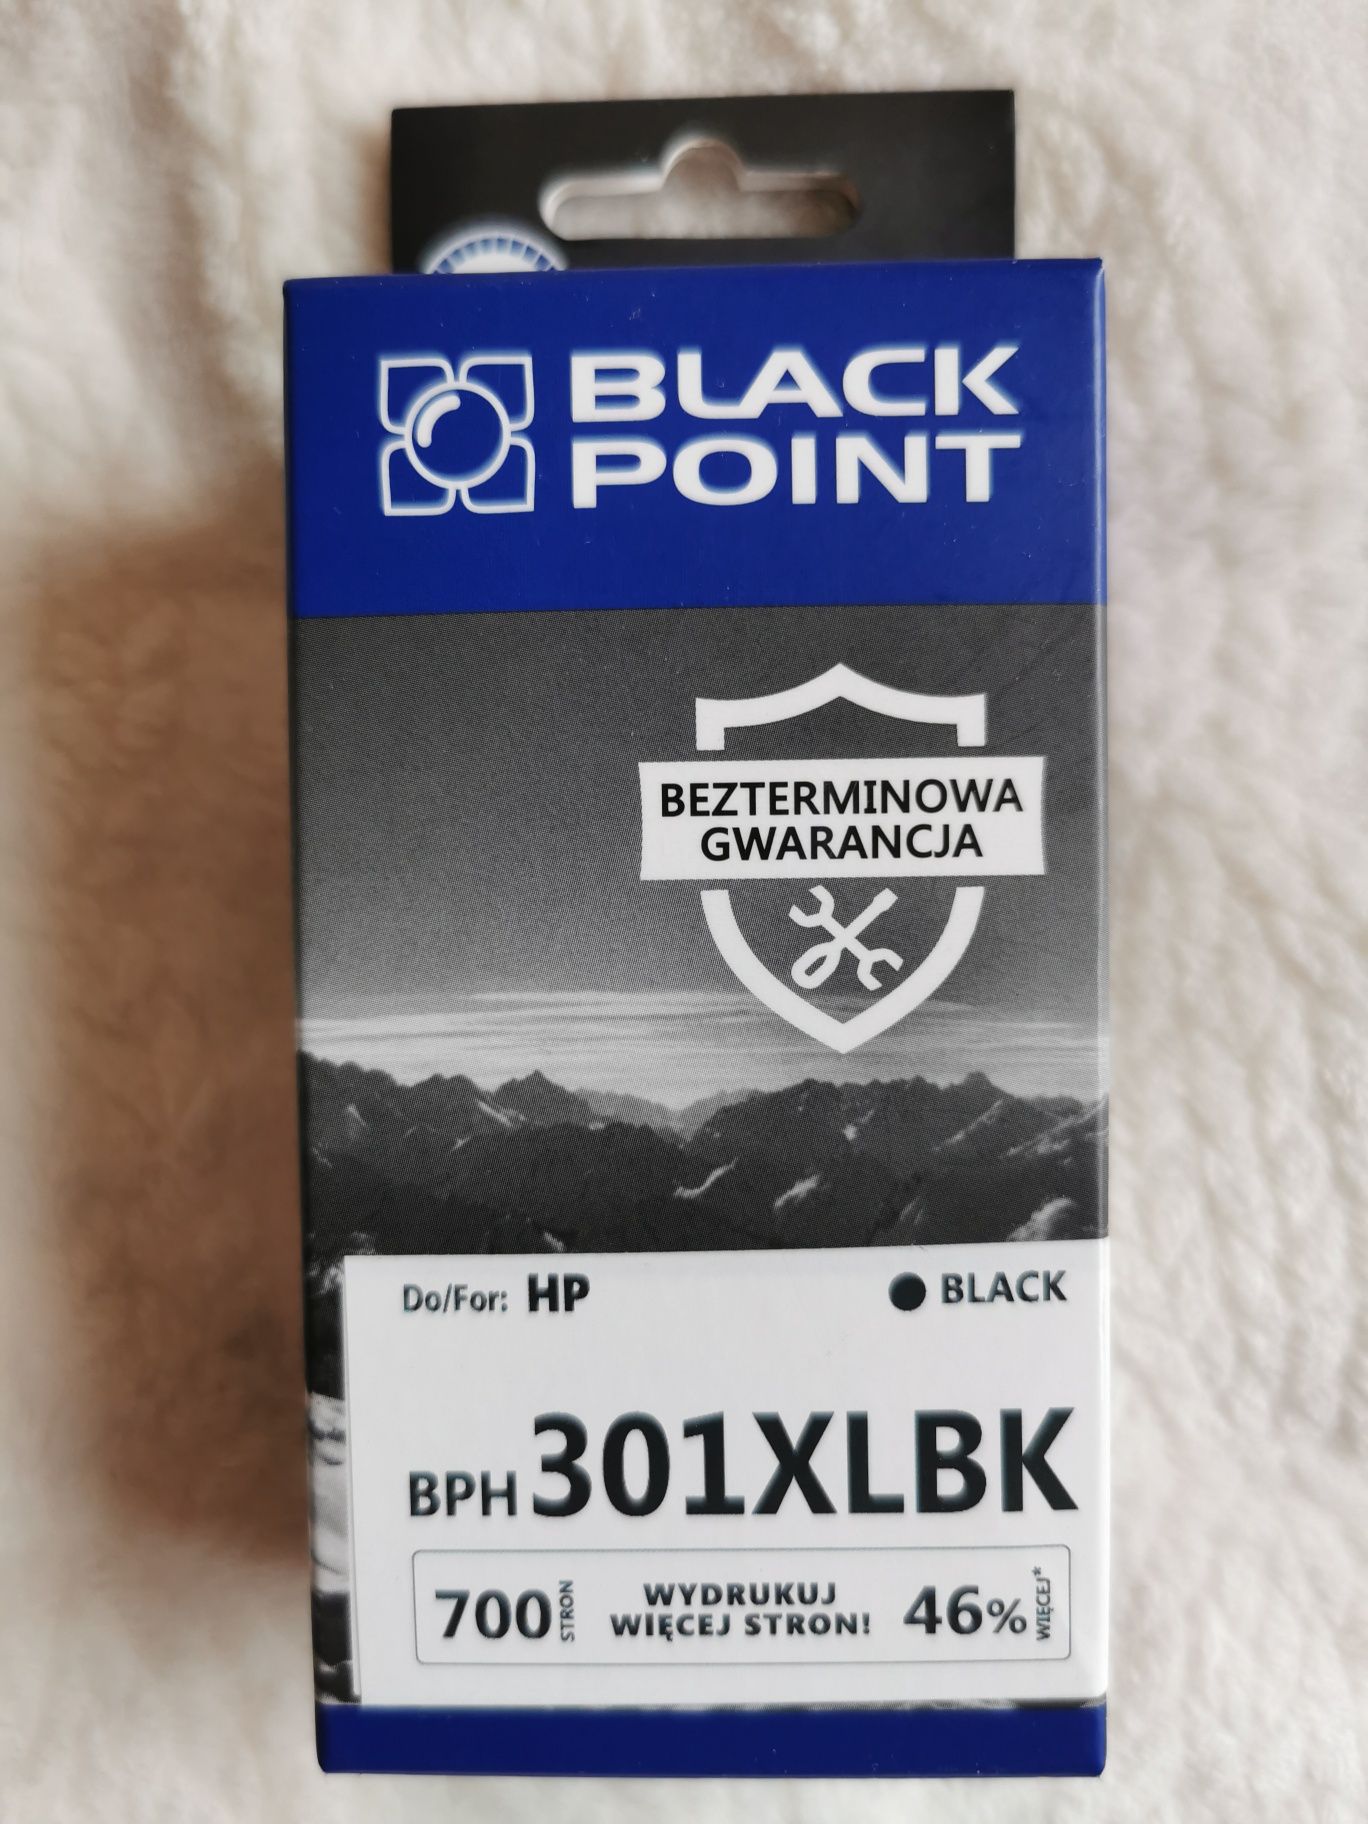 BLACK
POINT
BEZTERMINOWA
GWARANCJA
Do/For: HP
BLACK
BPH 301XLBK
700 STRON
WYDRUKUJ
WIĘCEJ STRON!
46% WIĘCEJ*